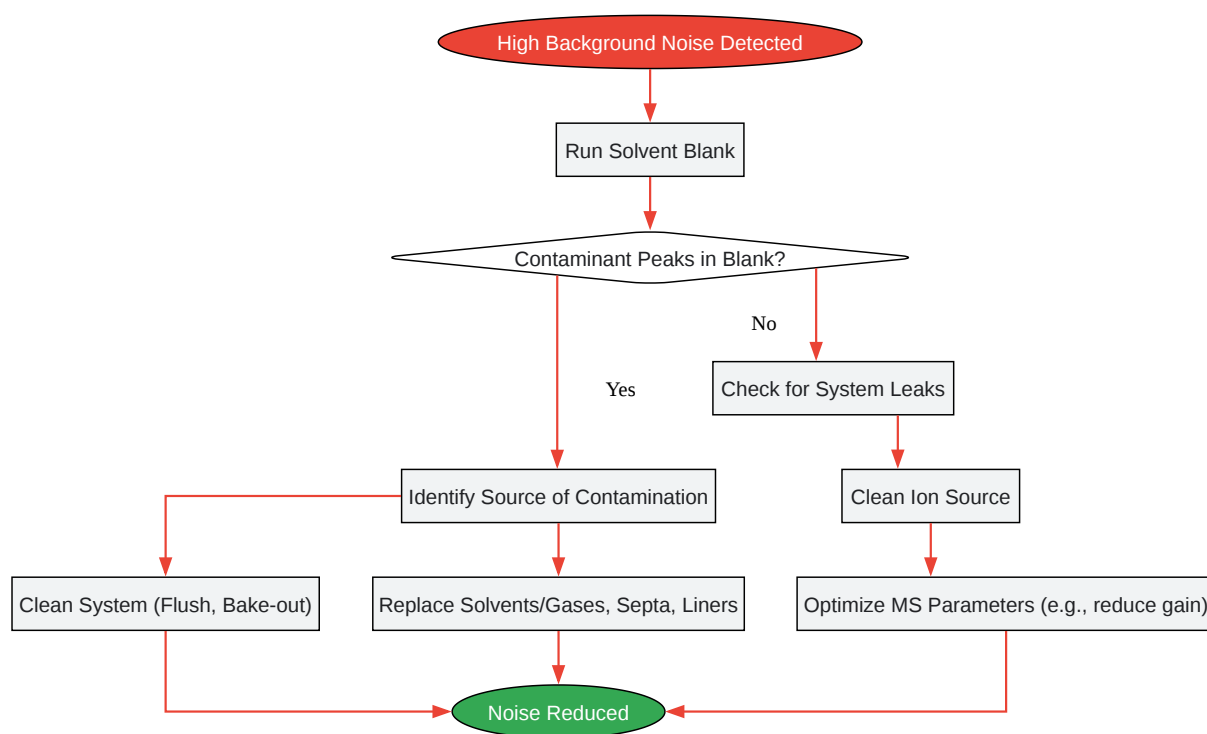 High Background Noise Detected
Run Solvent Blank
Contaminant Peaks in Blank?
No
Check for System Leaks
Yes
Identify Source of Contamination
Clean Ion Source
Clean System (Flush, Bake-out)
Replace Solvents/Gases, Septa, Liners
Optimize MS Parameters (e.g., reduce gain)
Noise Reduced